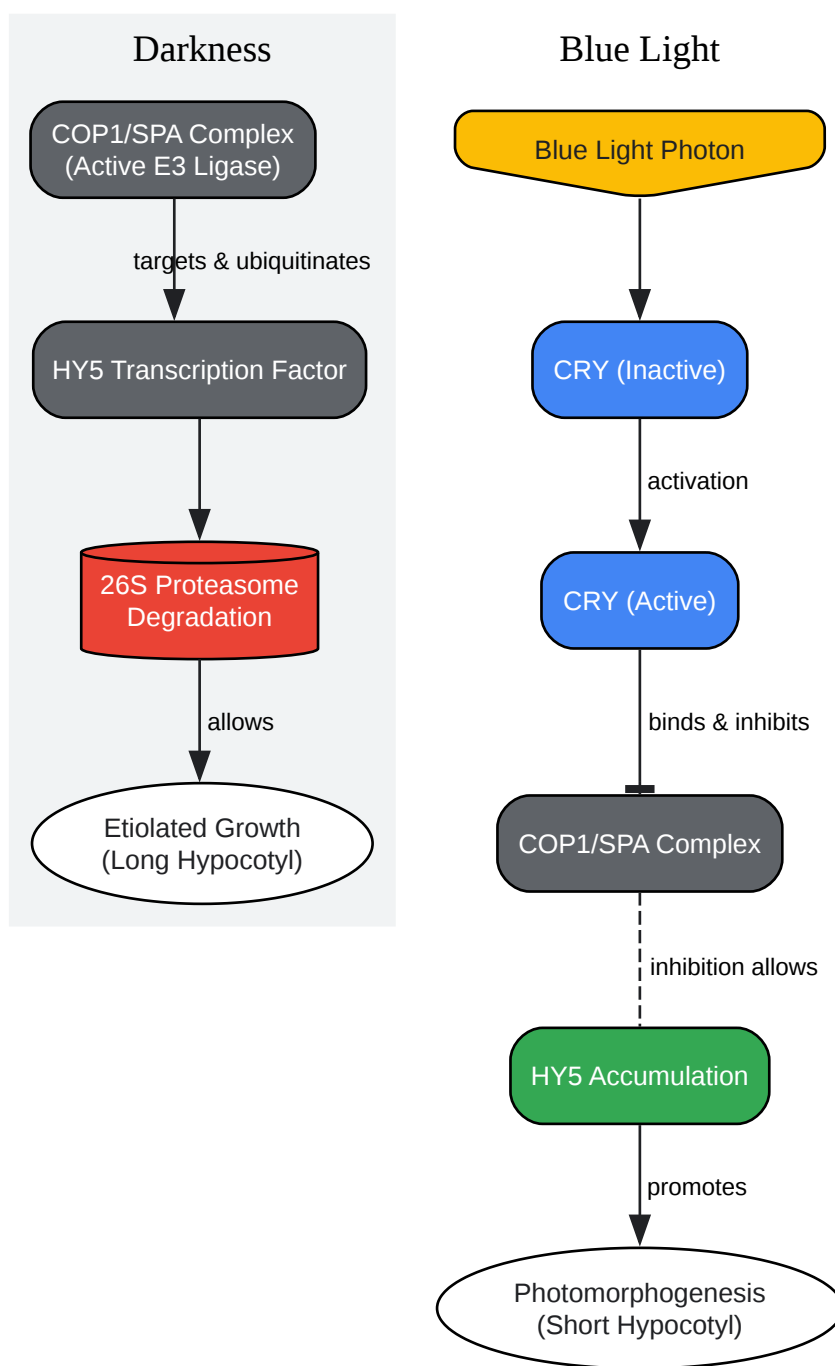 Darkness
COP1/SPA Complex
(Active E3 Ligase)
targets & ubiquitinates
HY5 Transcription Factor
26S Proteasome
Degradation
allows
Etiolated Growth
(Long Hypocotyl)
Blue Light
Blue Light Photon
CRY (Inactive)
activation
CRY (Active)
binds & inhibits
COP1/SPA Complex
inhibition allows
HY5 Accumulation
promotes
Photomorphogenesis
(Short Hypocotyl)